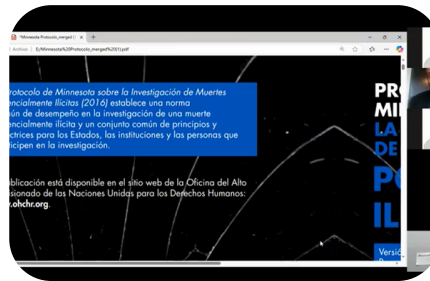 *Minnesota Protocolo_merged (
Archivo
E:/Minnesota%20Protocolo_merged%20(1).pdf
rotocolo de Minnesota sobre la Investigación de Muertes
encialmente Ilícitas (2016) establece una norma
ún de desempeño en la investigación de una muerte
encialmente ilícita y un conjunto común de principios y
ctrices para los Estados, las instituciones y las personas que
ticipen en la investigación.
ublicación está disponible en el sitio web de la Oficina del Alto
isionado de las Naciones Unidas para los Derechos Humanos:
.ohchr.org.
PRO
MI
LA
DE
PO
IL
Versió